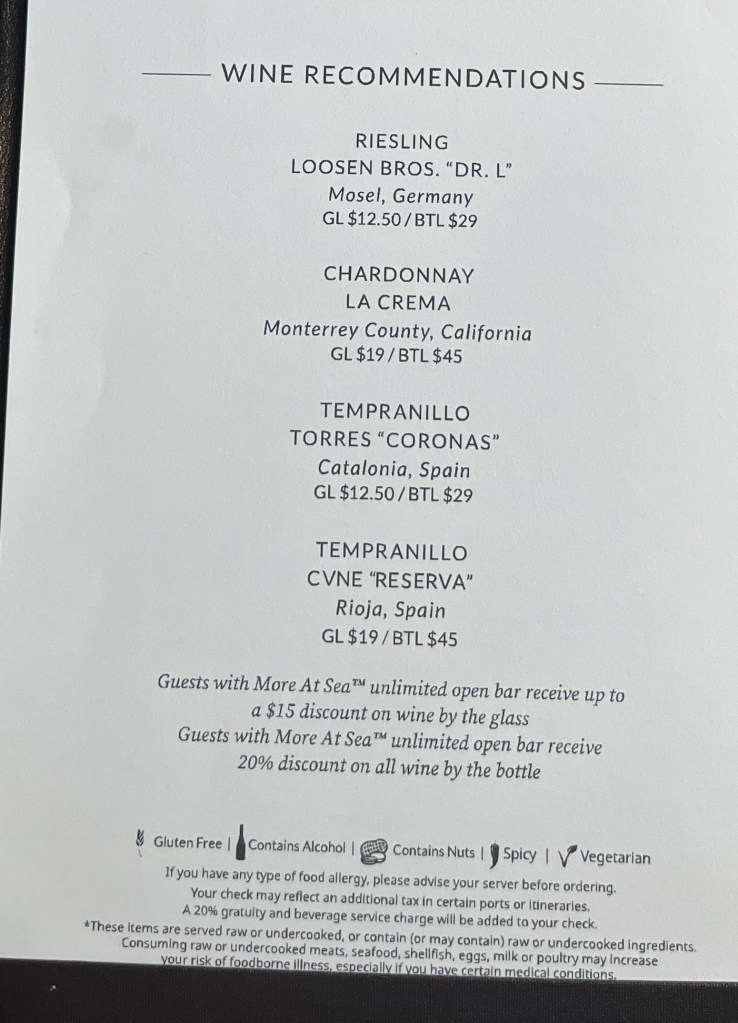 WINE RECOMMENDATIONS
RIESLING
LOOSEN BROS. "DR. L"
Mosel, Germany
GL $12.50 / BTL $29
CHARDONNAY
LA CREMA
Monterrey County, California
GL $19 / BTL $45
TEMPRANILLO
TORRES "CORONAS"
Catalonia, Spain
GL $12.50 / BTL $29
TEMPRANILLO
CVNE "RESERVA"
Rioja, Spain
GL $19 / BTL $45
Guests with More At Sea™ unlimited open bar receive up to
a $15 discount on wine by the glass
Guests with More At Sea™ unlimited open bar receive
20% discount on all wine by the bottle
Gluten Free | Contains Alcohol | Contains Nuts | Spicy | Vegetarian
If you have any type of food allergy, please advise your server before ordering.
Your check may reflect an additional tax in certain ports or itineraries.
A 20% gratuity and beverage service charge will be added to your check.
*These items are served raw or undercooked, or contain (or may contain) raw or undercooked ingredients.
Consuming raw or undercooked meats, seafood, shellfish, eggs, milk or poultry may increase
your risk of foodborne illness, especially if you have certain medical conditions.